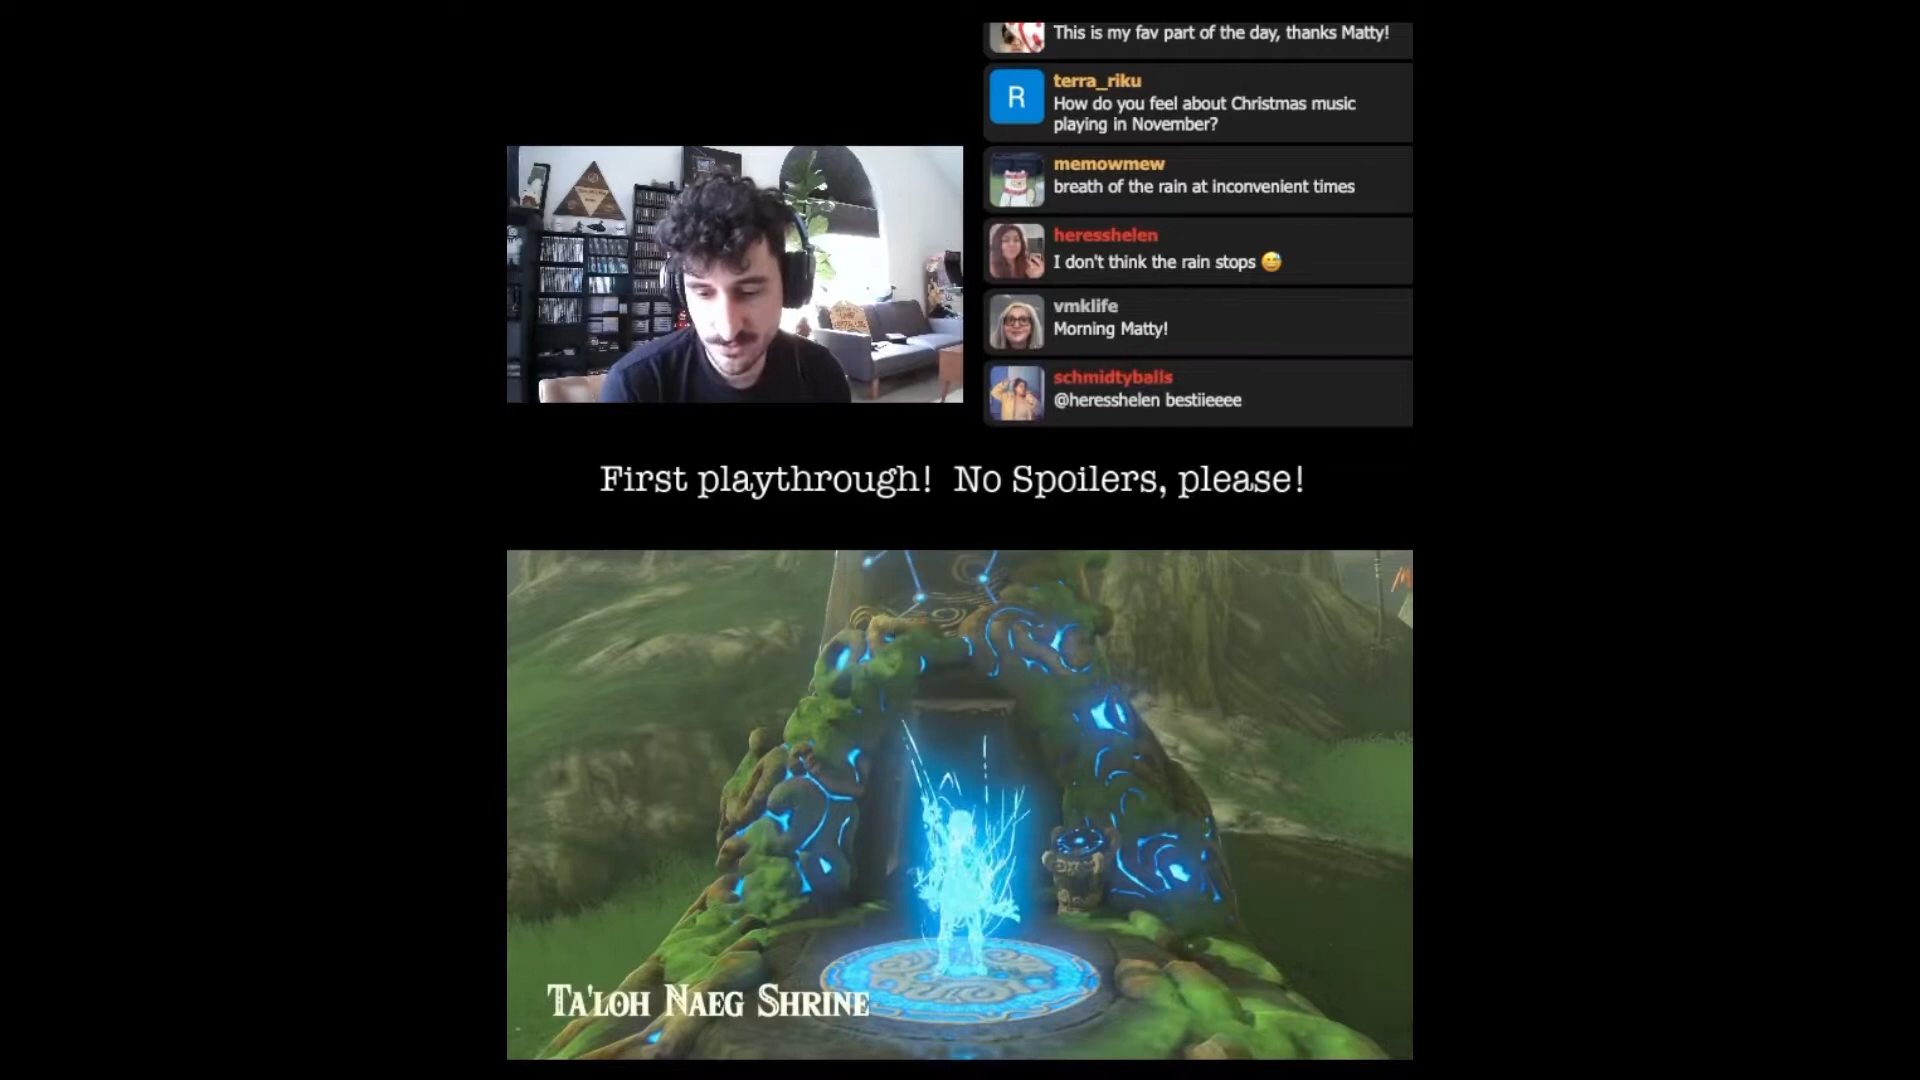 This is my fav part of the day, thanks Matty!
R
terra_riku
How do you feel about Christmas music
playing in November?
memowmew
breath of the rain at inconvenient times
heresshelen
I don't think the rain stops 😅
vmklife
Morning Matty!
schmidtyballs
@heresshelen bestiieeee
First playthrough! No Spoilers, please!
Ta'loh Naeg Shrine